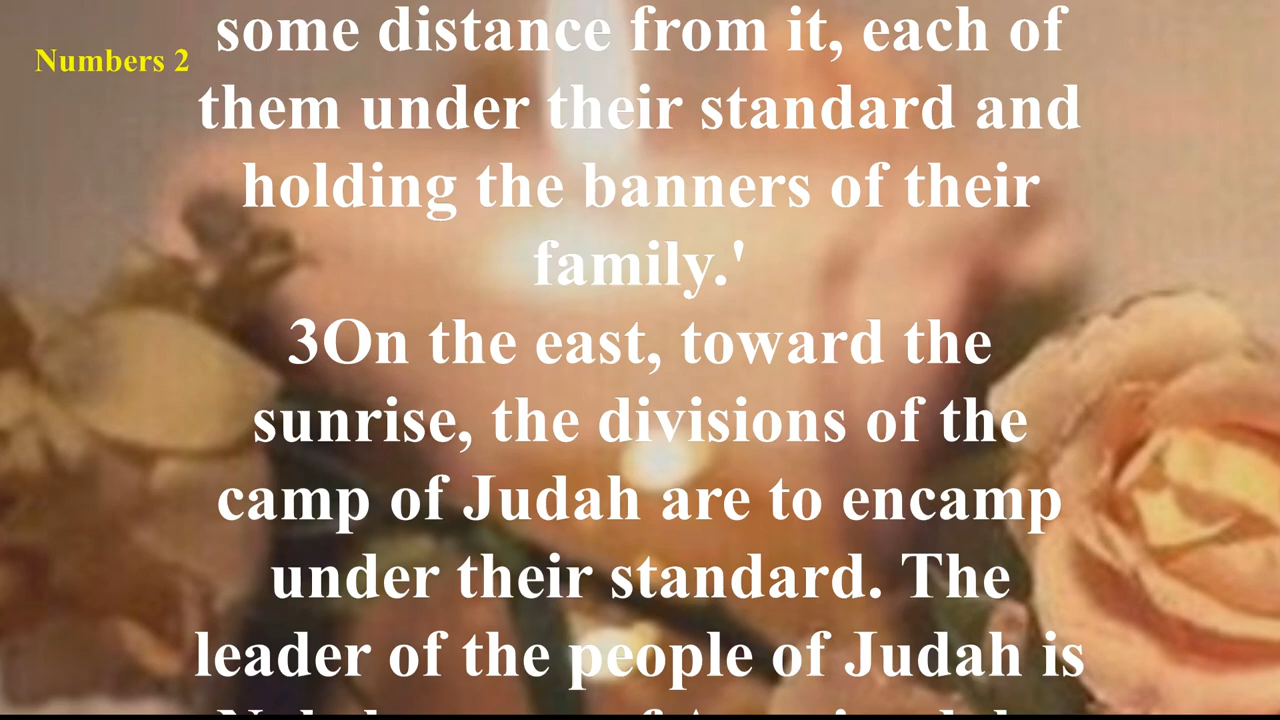 Numbers 2
some distance from it, each of
them under their standard and
holding the banners of their
family.'
3On the east, toward the
sunrise, the divisions of the
camp of Judah are to encamp
under their standard. The
leader of the people of Judah is